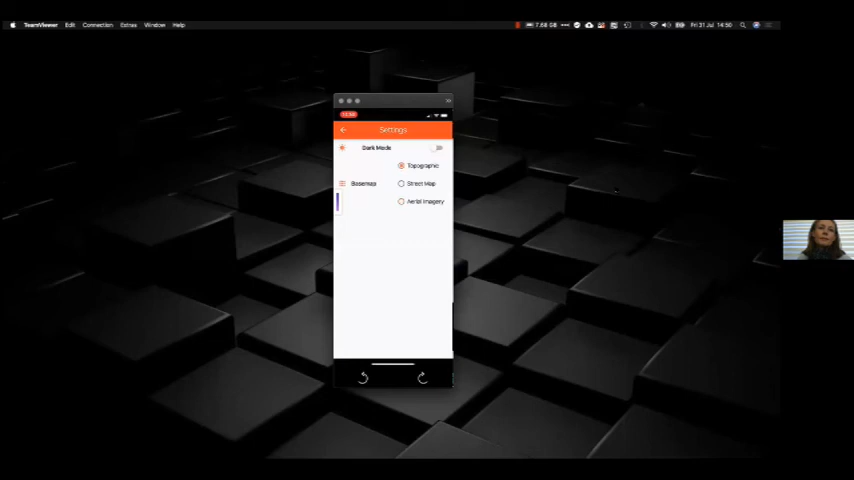 TeamViewer Edit Connection Extras Window Help
7.68 GB Fri 31 Jul 14:50
Settings
Dark Mode
Topographic
Basemap Street Map
Aerial Imagery